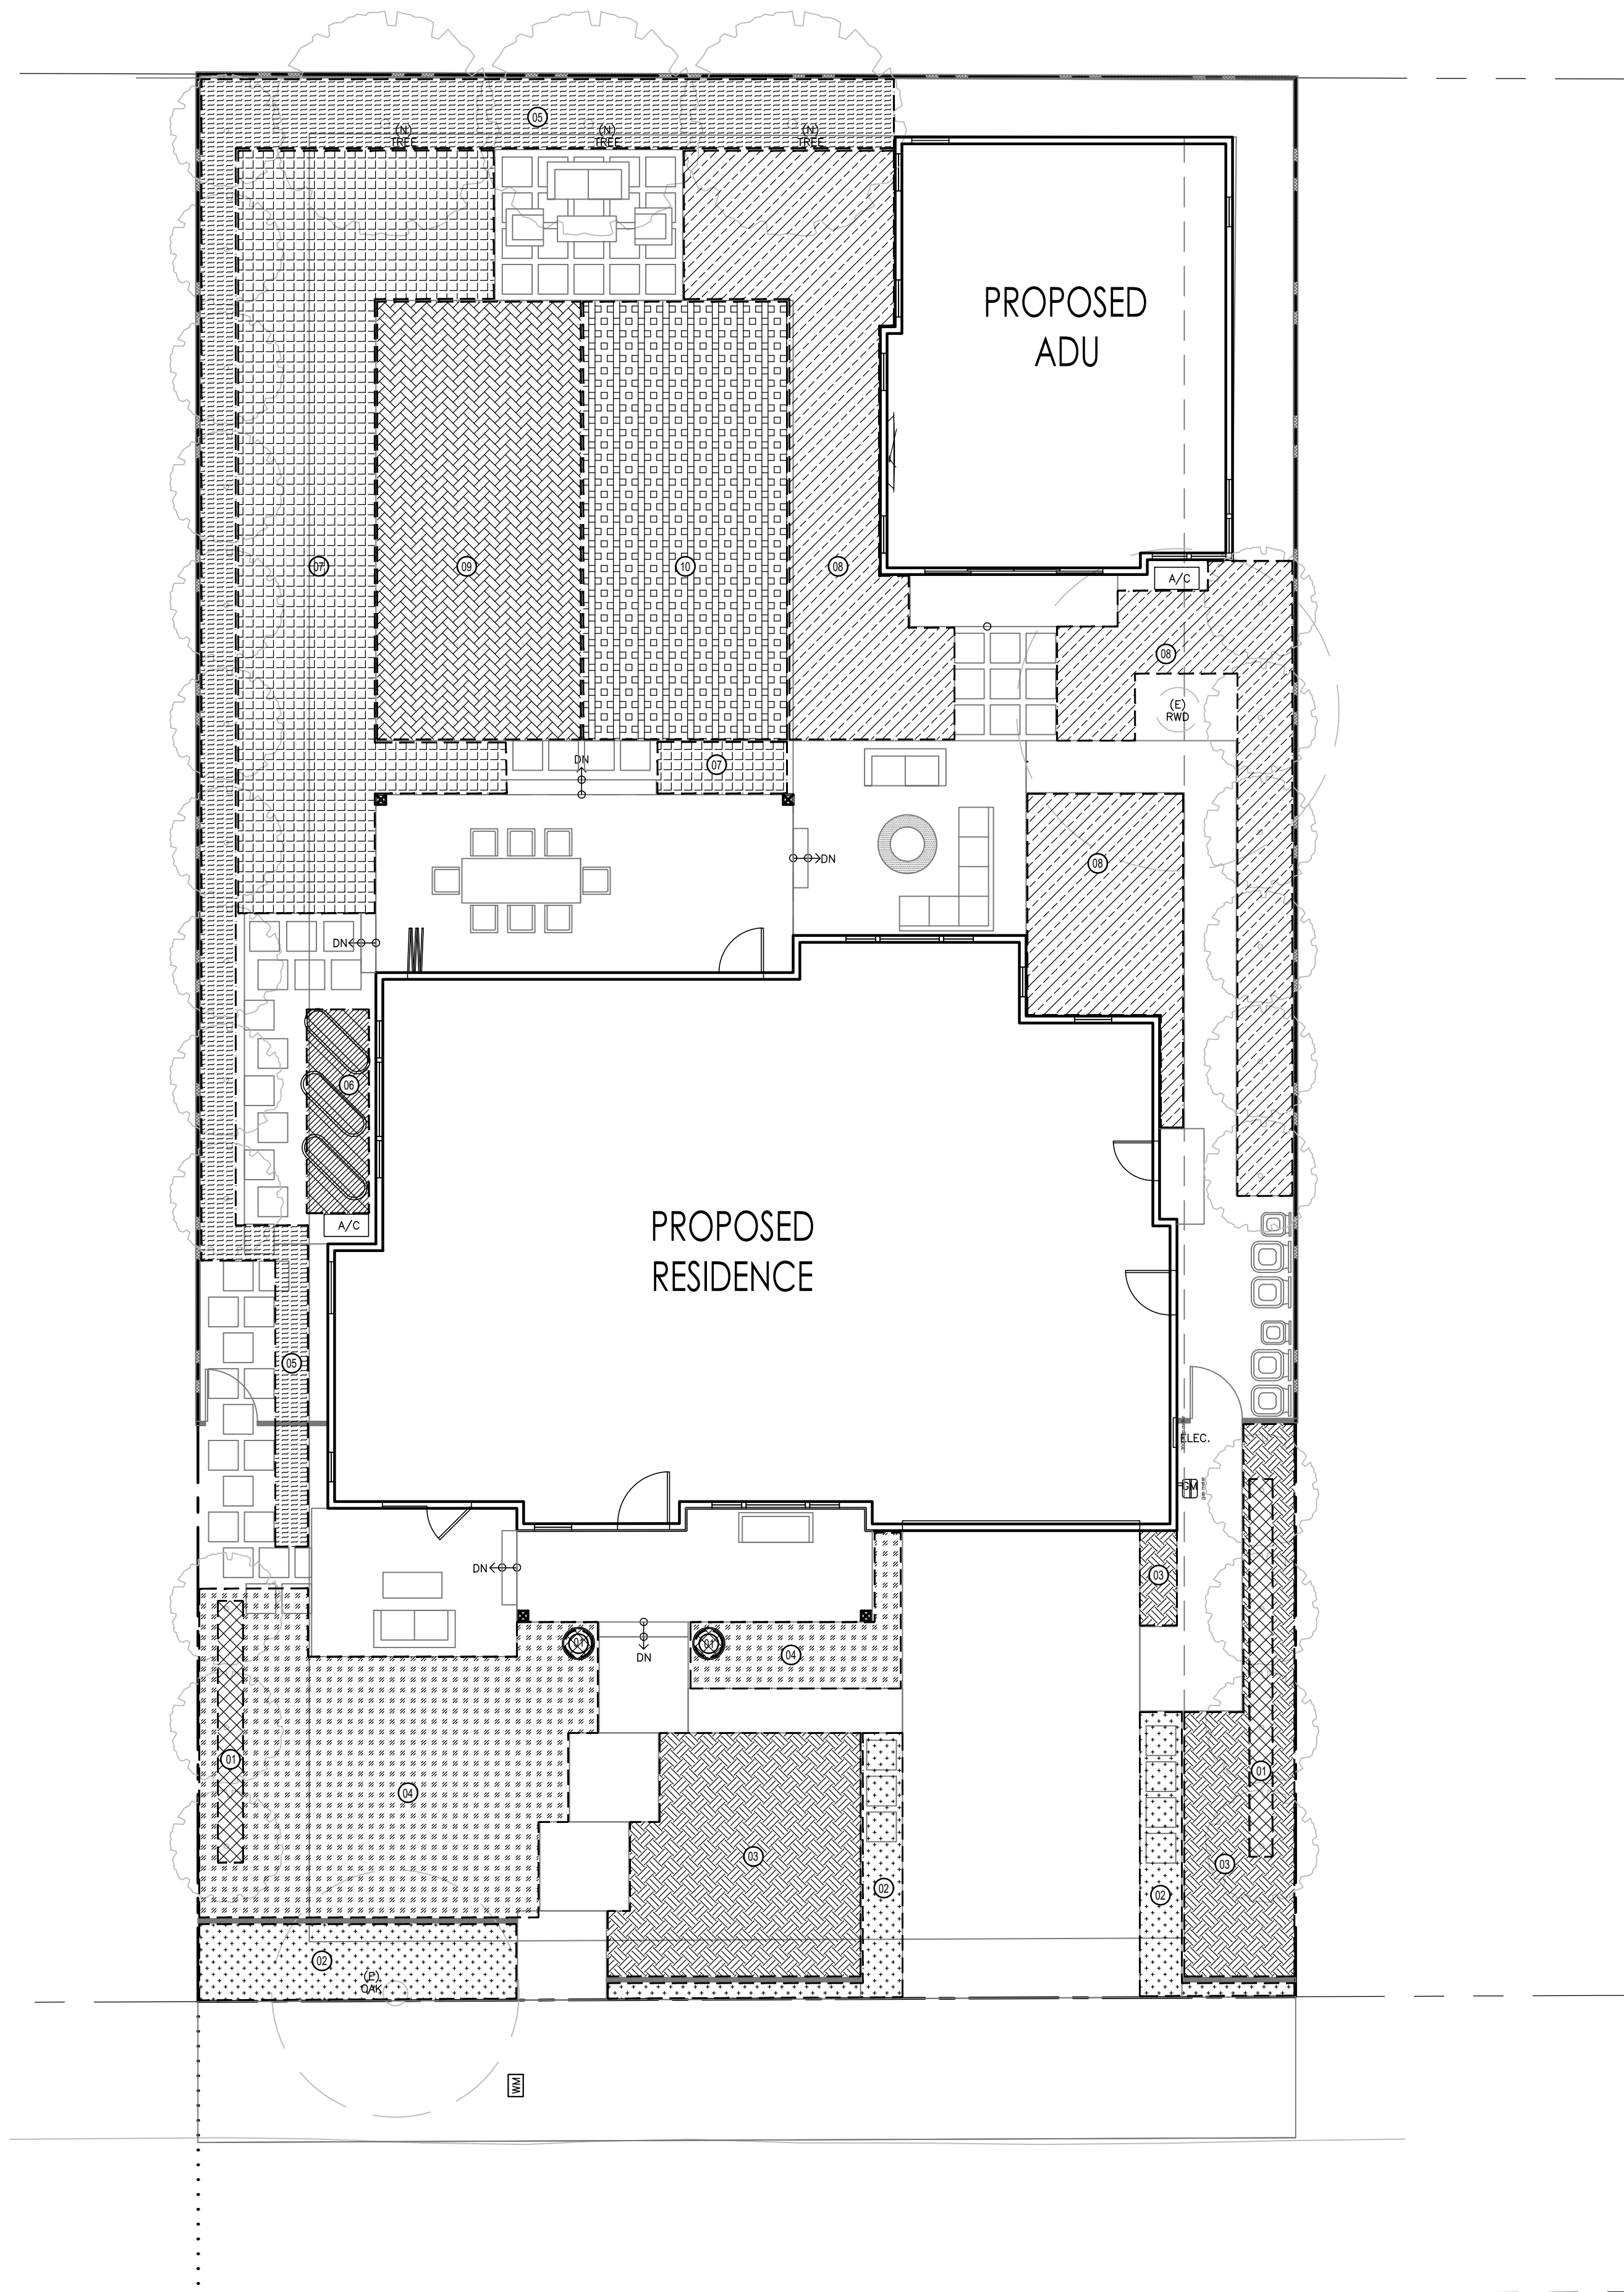 05
(N)
TREE
(N)
TREE
(N)
TREE
PROPOSED
ADU
07
09
10
08
A/C
08
(E)
RWD
DN
07
DN
08
DN
06
A/C
PROPOSED
RESIDENCE
05
ELEC.
GM
DN
03
01
01
DN
04
01
01
04
03
03
02
02
02
(E)
OAK
WM